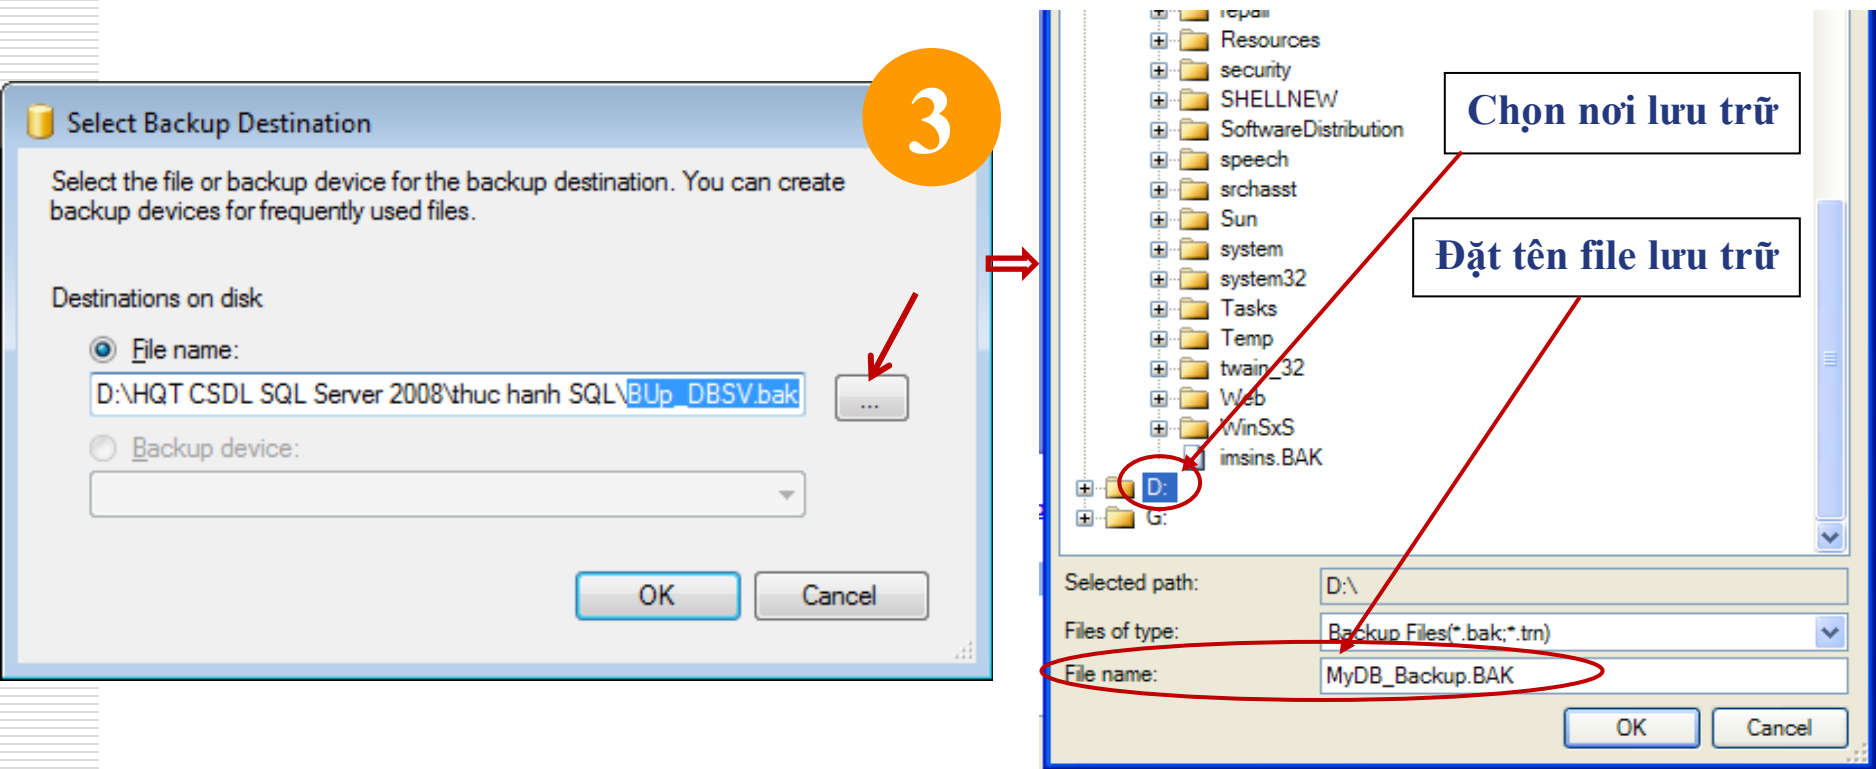 3
Select Backup Destination
Select the file or backup device for the backup destination. You can create
backup devices for frequently used files.
Destinations on disk
File name:
D:\HQT CSDL SQL Server 2008\thuc hanh SQL\BUp_DBSV.bak
...
Backup device:
OK
Cancel
repair
Resources
security
SHELLNEW
SoftwareDistribution
speech
srchasst
Sun
system
system32
Tasks
Temp
twain_32
Web
WinSxS
imsins.BAK
D:
G:
Chọn nơi lưu trữ
Đặt tên file lưu trữ
Selected path:
D:\
Files of type:
Backup Files(*.bak;*.trn)
File name:
MyDB_Backup.BAK
OK
Cancel